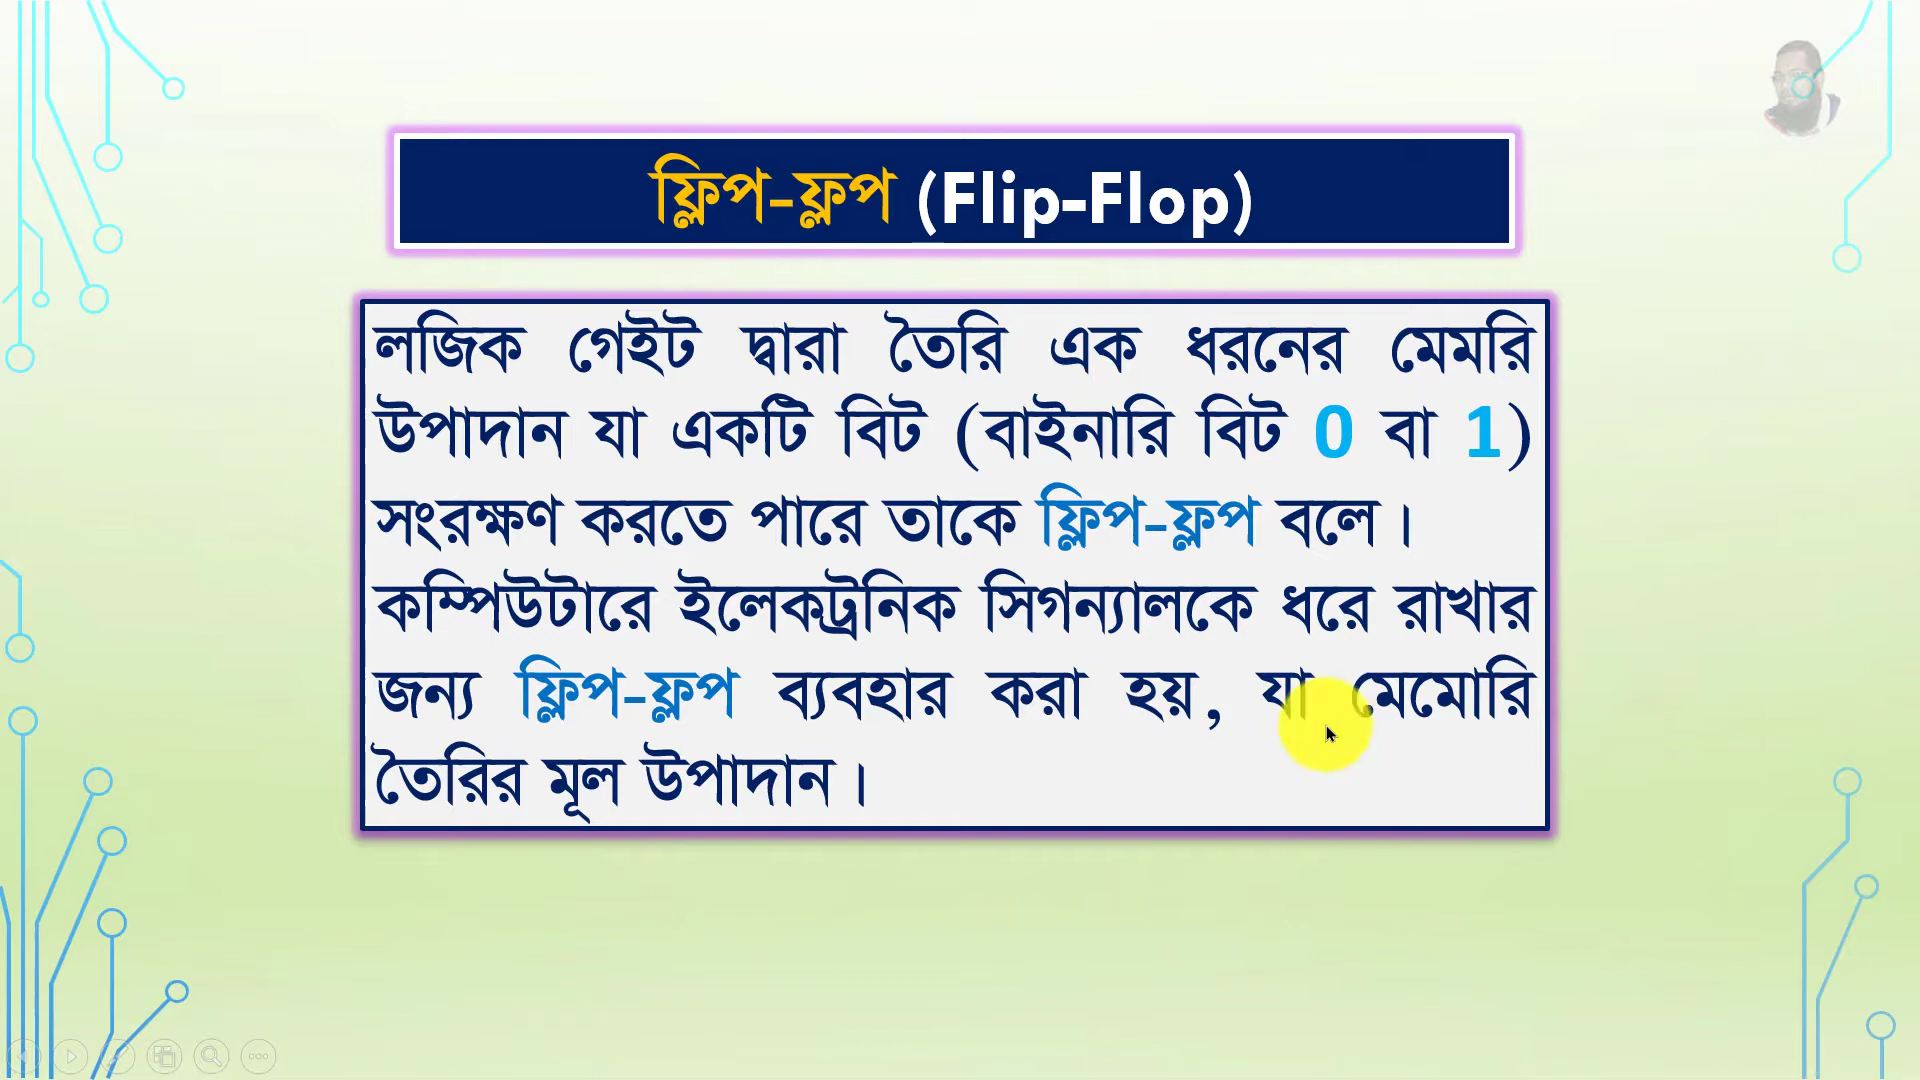 ফ্লিপ-ফ্লপ (Flip-Flop)
লজিক গেইট দ্বারা তৈরি এক ধরনের মেমরি
উপাদান যা একটি বিট (বাইনারি বিট 0 বা 1)
সংরক্ষণ করতে পারে তাকে ফ্লিপ-ফ্লপ বলে।
কম্পিউটারে ইলেকট্রনিক সিগন্যালকে ধরে রাখার
জন্য ফ্লিপ-ফ্লপ ব্যবহার করা হয়, যা মেমোরি
তৈরির মূল উপাদান।